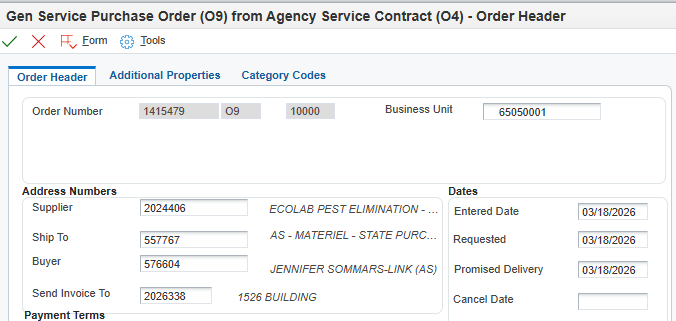 Gen Service Purchase Order (O9) from Agency Service Contract (O4) - Order Header
Form Tools
Order Header Additional Properties Category Codes
Order Number 1415479 O9 10000 Business Unit 65050001
Address Numbers Dates
Supplier 2024406 ECOLAB PEST ELIMINATION - ... Entered Date 03/18/2026
Ship To 557767 AS - MATERIEL - STATE PURC... Requested 03/18/2026
Buyer 576604 JENNIFER SOMMARS-LINK (AS) Promised Delivery 03/18/2026
Send Invoice To 2026338 1526 BUILDING Cancel Date
Payment Terms